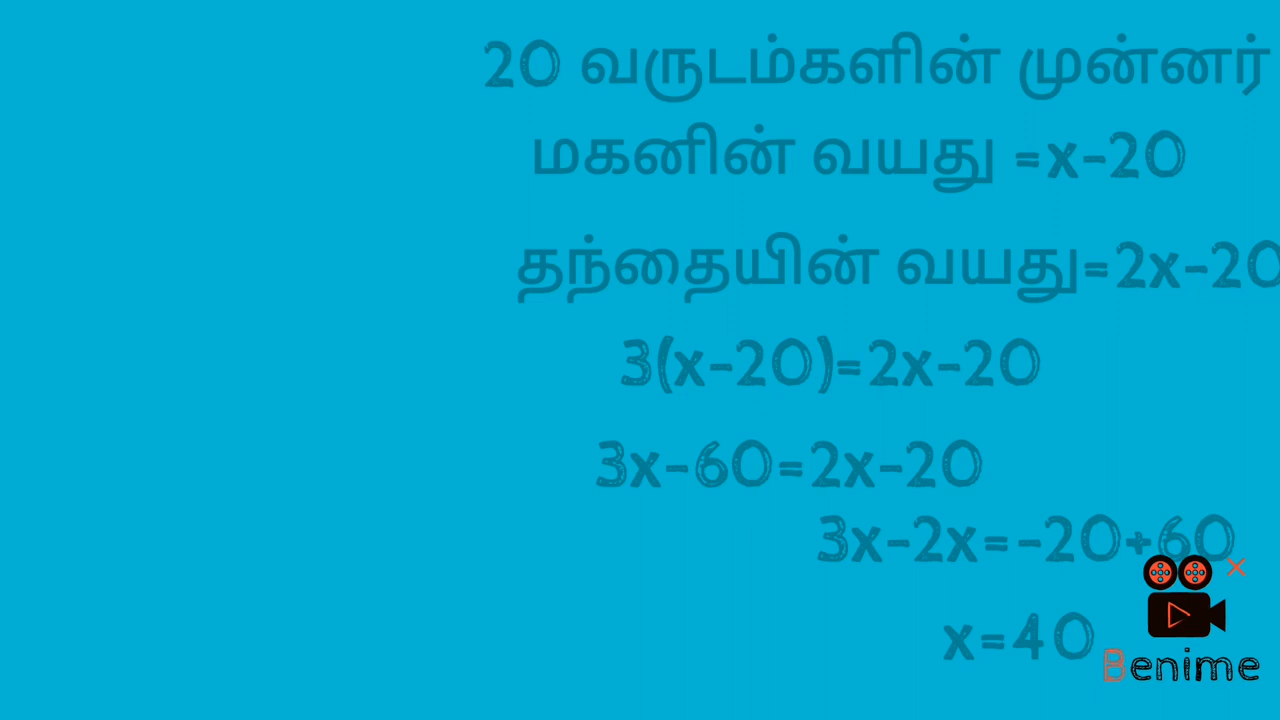 20 வருடம்களின் முன்னர்
மகனின் வயது =x-20
தந்தையின் வயது=2x-20
3(x-20)=2x-20
3x-60=2x-20
3x-2x=-20+60
x=40
Benime